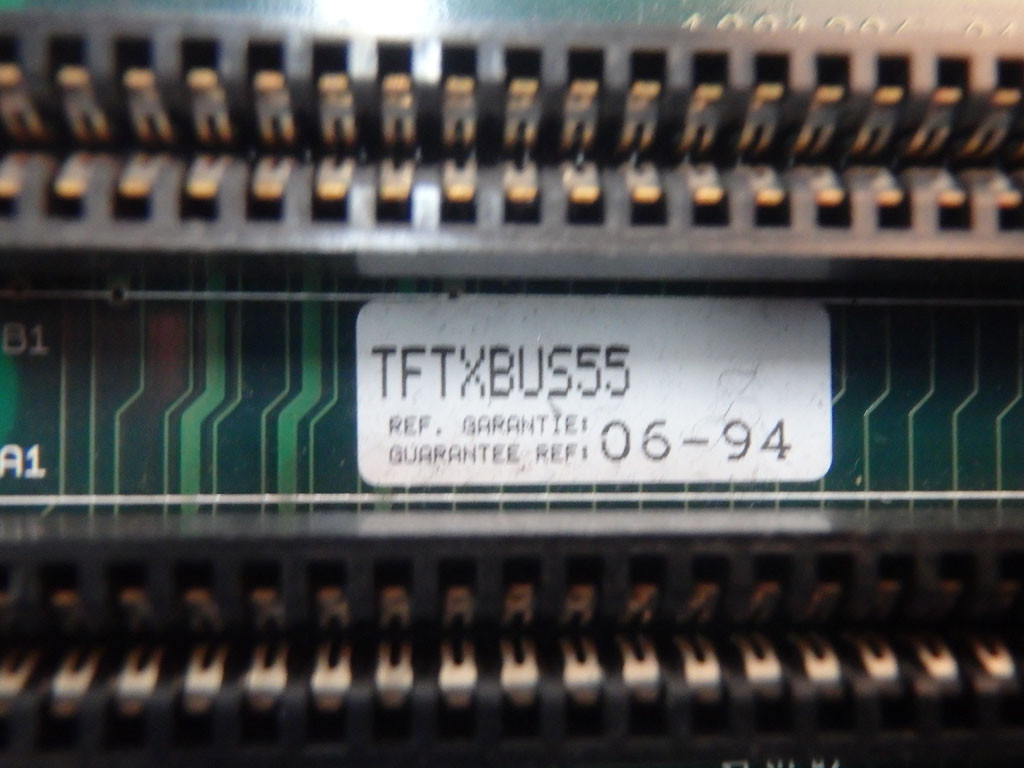 B1
TFTXBUS55
REF. GARANTIE:
GUARANTEE REF: 06-94
A1